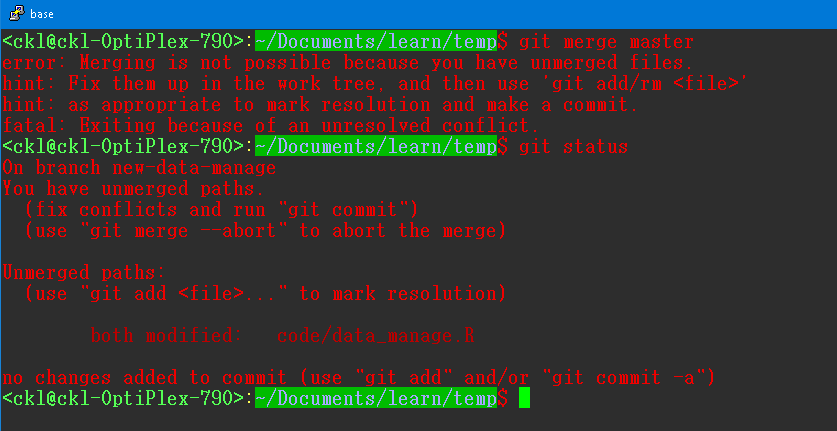 base
<ckl@ckl-OptiPlex-790>:~/Documents/learn/temp$ git merge master
error: Merging is not possible because you have unmerged files.
hint: Fix them up in the work tree, and then use 'git add/rm <file>'
hint: as appropriate to mark resolution and make a commit.
fatal: Exiting because of an unresolved conflict.
<ckl@ckl-OptiPlex-790>:~/Documents/learn/temp$ git status
On branch new-data-manage
You have unmerged paths.
  (fix conflicts and run "git commit")
  (use "git merge --abort" to abort the merge)

Unmerged paths:
  (use "git add <file>..." to mark resolution)

        both modified:   code/data_manage.R

no changes added to commit (use "git add" and/or "git commit -a")
<ckl@ckl-OptiPlex-790>:~/Documents/learn/temp$